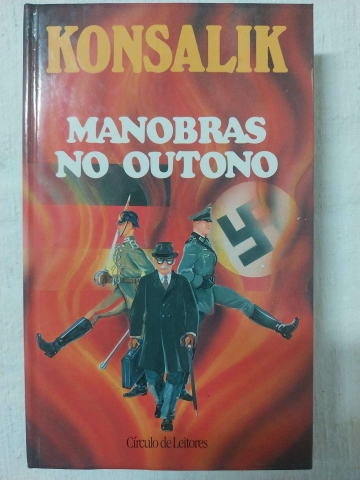 KONSALIK
MANOBRAS
NO OUTONO
Círculo de Leitores